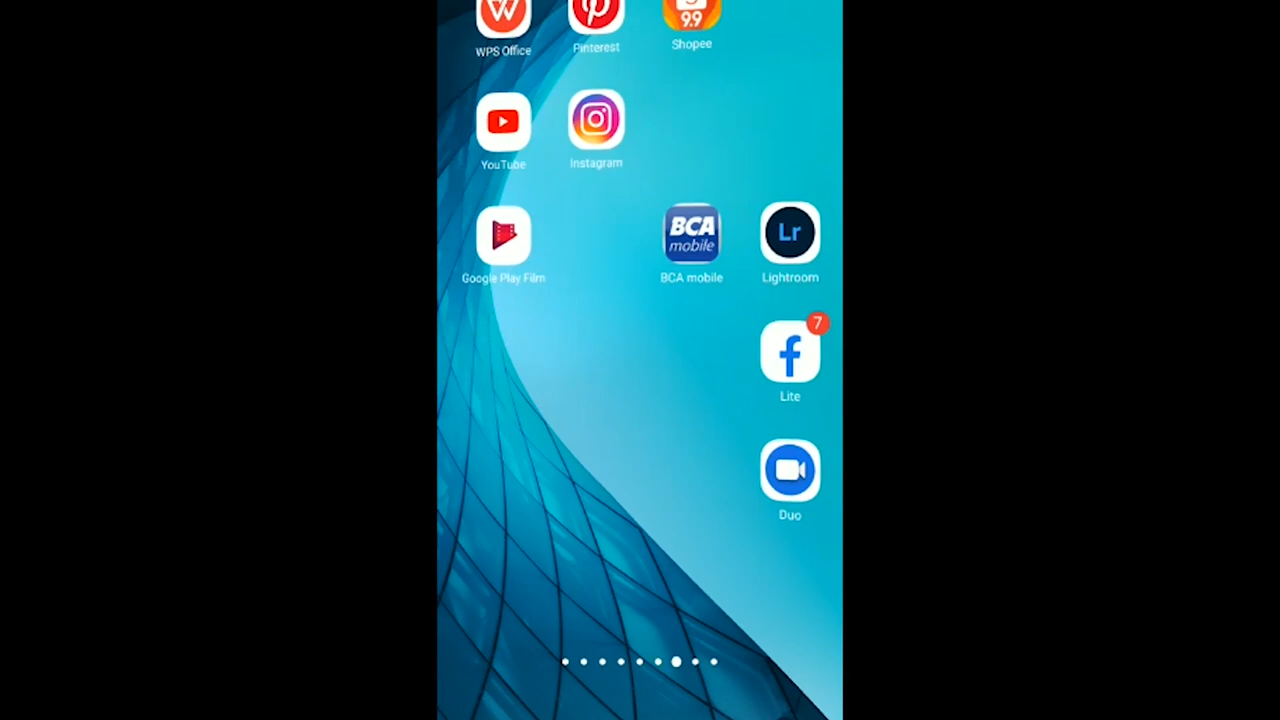 9.9
WPS Office
Pinterest
Shopee
YouTube
Instagram
BCA
mobile
Lr
Google Play Film
BCA mobile
Lightroom
7
Lite
Duo